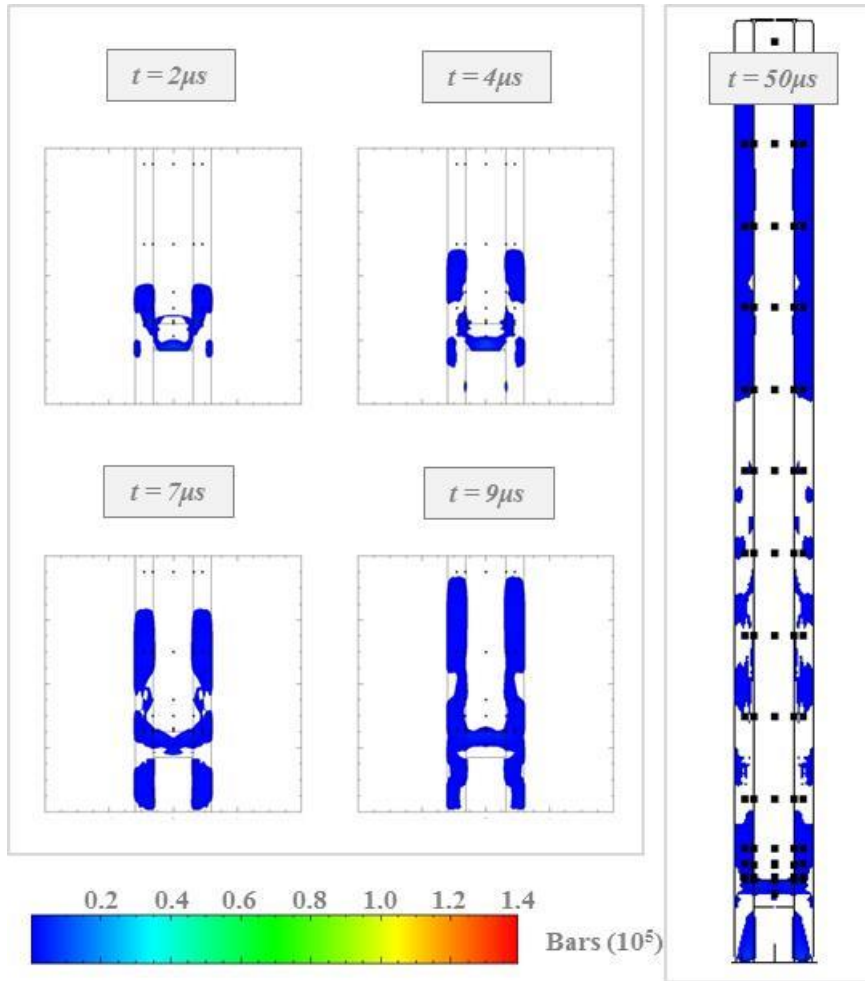 t = 2μs
t = 4μs
t = 50μs
t = 7μs
t = 9μs
0.2 0.4 0.6 0.8 1.0 1.2 1.4
Bars (10⁵)